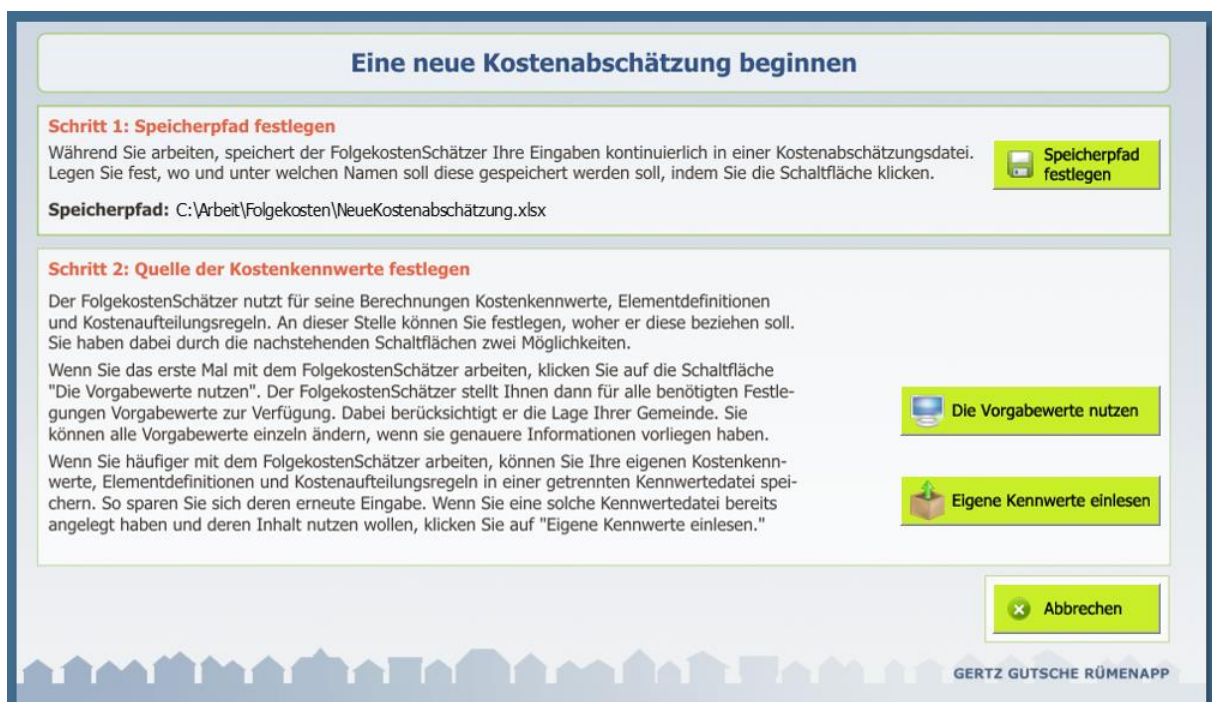 Eine neue Kostenabschätzung beginnen
Schritt 1: Speicherpfad festlegen
Während Sie arbeiten, speichert der FolgekostenSchätzer Ihre Eingaben kontinuierlich in einer Kostenabschätzungsdatei.
Legen Sie fest, wo und unter welchen Namen soll diese gespeichert werden soll, indem Sie die Schaltfläche klicken.
Speicherpfad
festlegen
Speicherpfad: C:\Arbeit\Folgekosten\NeueKostenabschätzung.xlsx
Schritt 2: Quelle der Kostenkennwerte festlegen
Der FolgekostenSchätzer nutzt für seine Berechnungen Kostenkennwerte, Elementdefinitionen
und Kostenaufteilungsregeln. An dieser Stelle können Sie festlegen, woher er diese beziehen soll.
Sie haben dabei durch die nachstehenden Schaltflächen zwei Möglichkeiten.
Wenn Sie das erste Mal mit dem FolgekostenSchätzer arbeiten, klicken Sie auf die Schaltfläche
"Die Vorgabewerte nutzen". Der FolgekostenSchätzer stellt Ihnen dann für alle benötigten Festle-
gungen Vorgabewerte zur Verfügung. Dabei berücksichtigt er die Lage Ihrer Gemeinde. Sie
können alle Vorgabewerte einzeln ändern, wenn sie genauere Informationen vorliegen haben.
Die Vorgabewerte nutzen
Wenn Sie häufiger mit dem FolgekostenSchätzer arbeiten, können Sie Ihre eigenen Kostenkenn-
werte, Elementdefinitionen und Kostenaufteilungsregeln in einer getrennten Kennwertedatei spei-
chern. So sparen Sie sich deren erneute Eingabe. Wenn Sie eine solche Kennwertedatei bereits
angelegt haben und deren Inhalt nutzen wollen, klicken Sie auf "Eigene Kennwerte einlesen."
Eigene Kennwerte einlesen
Abbrechen
GERTZ GUTSCHE RÜMENAPP